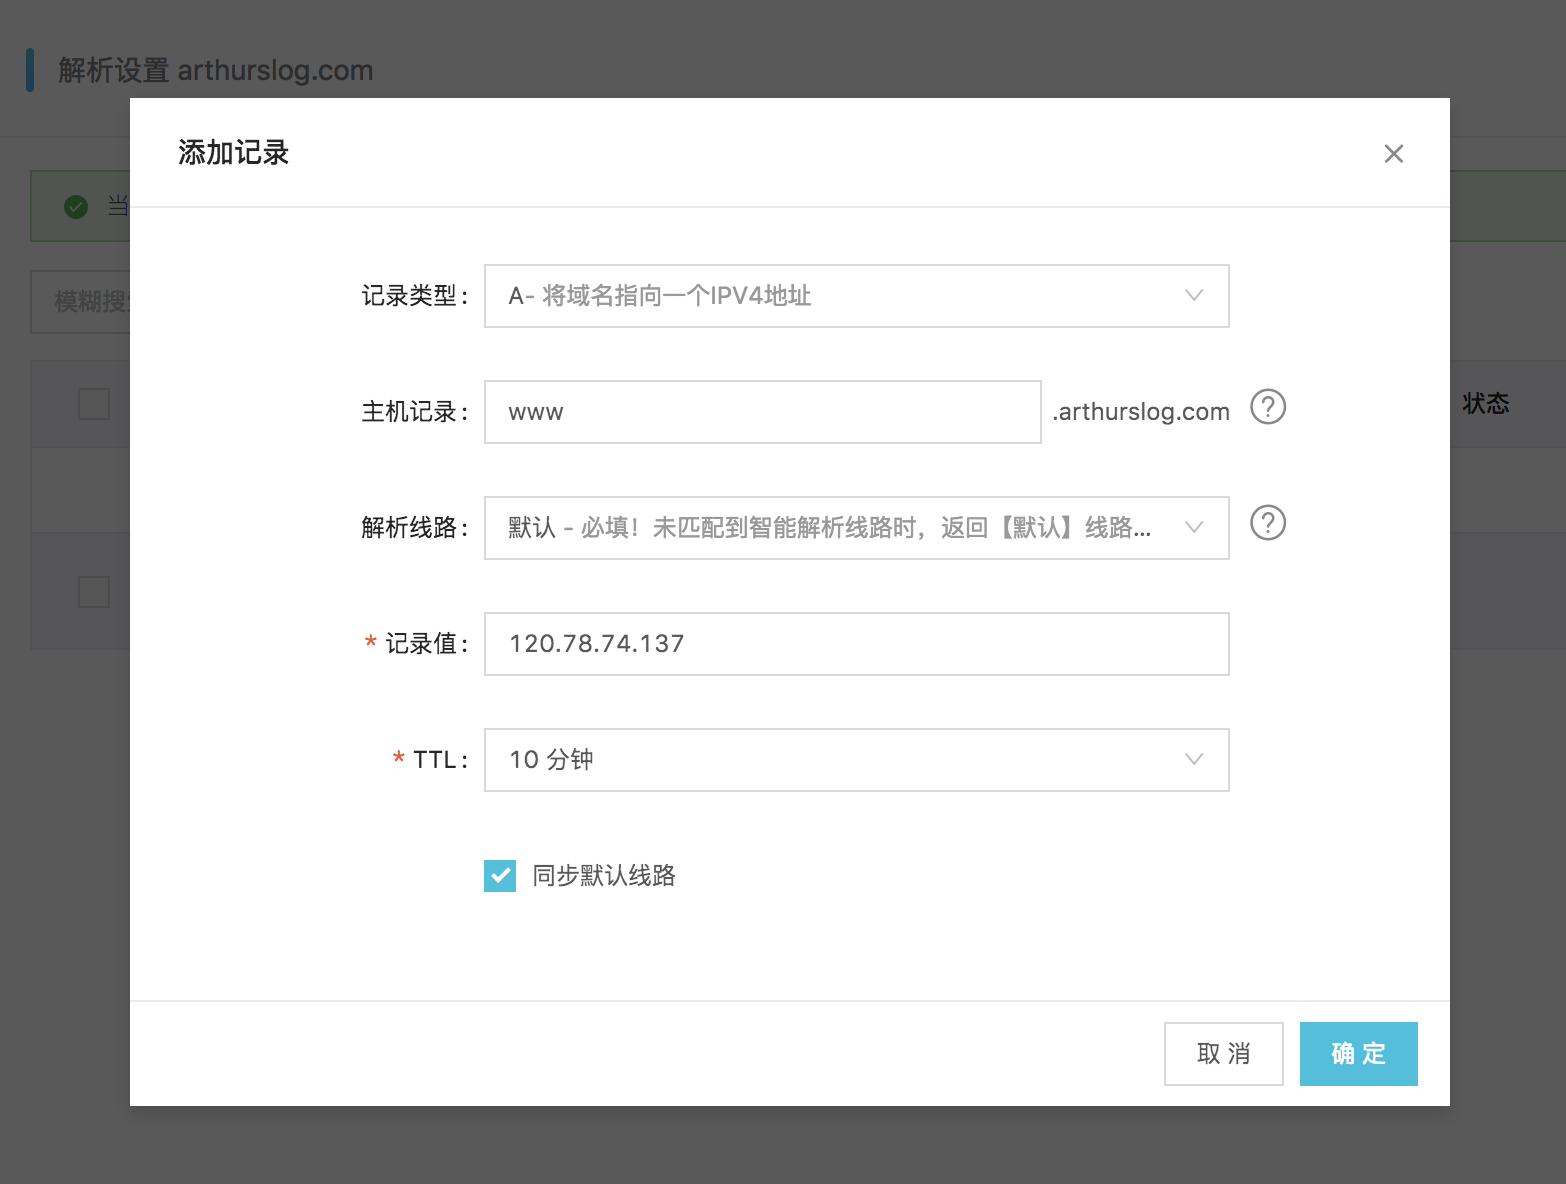 解析设置 arthurslog.com
添加记录
当
模糊搜
状态
记录类型:
A- 将域名指向一个IPV4地址
主机记录:
www
.arthurslog.com
解析线路:
默认 - 必填！未匹配到智能解析线路时，返回【默认】线路...
* 记录值:
120.78.74.137
* TTL:
10 分钟
同步默认线路
取 消
确 定